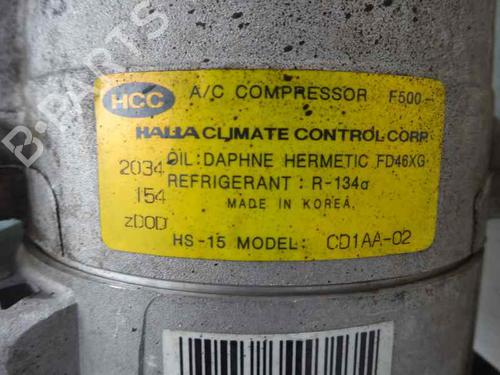 B-PARTS
HCC A/C COMPRESSOR F500-
HALLA CLIMATE CONTROL CORP
2034 OIL: DAPHNE HERMETIC FD46XG
154 REFRIGERANT : R-134a
zDOD MADE IN KOREA.
HS-15 MODEL: CD1AA-02